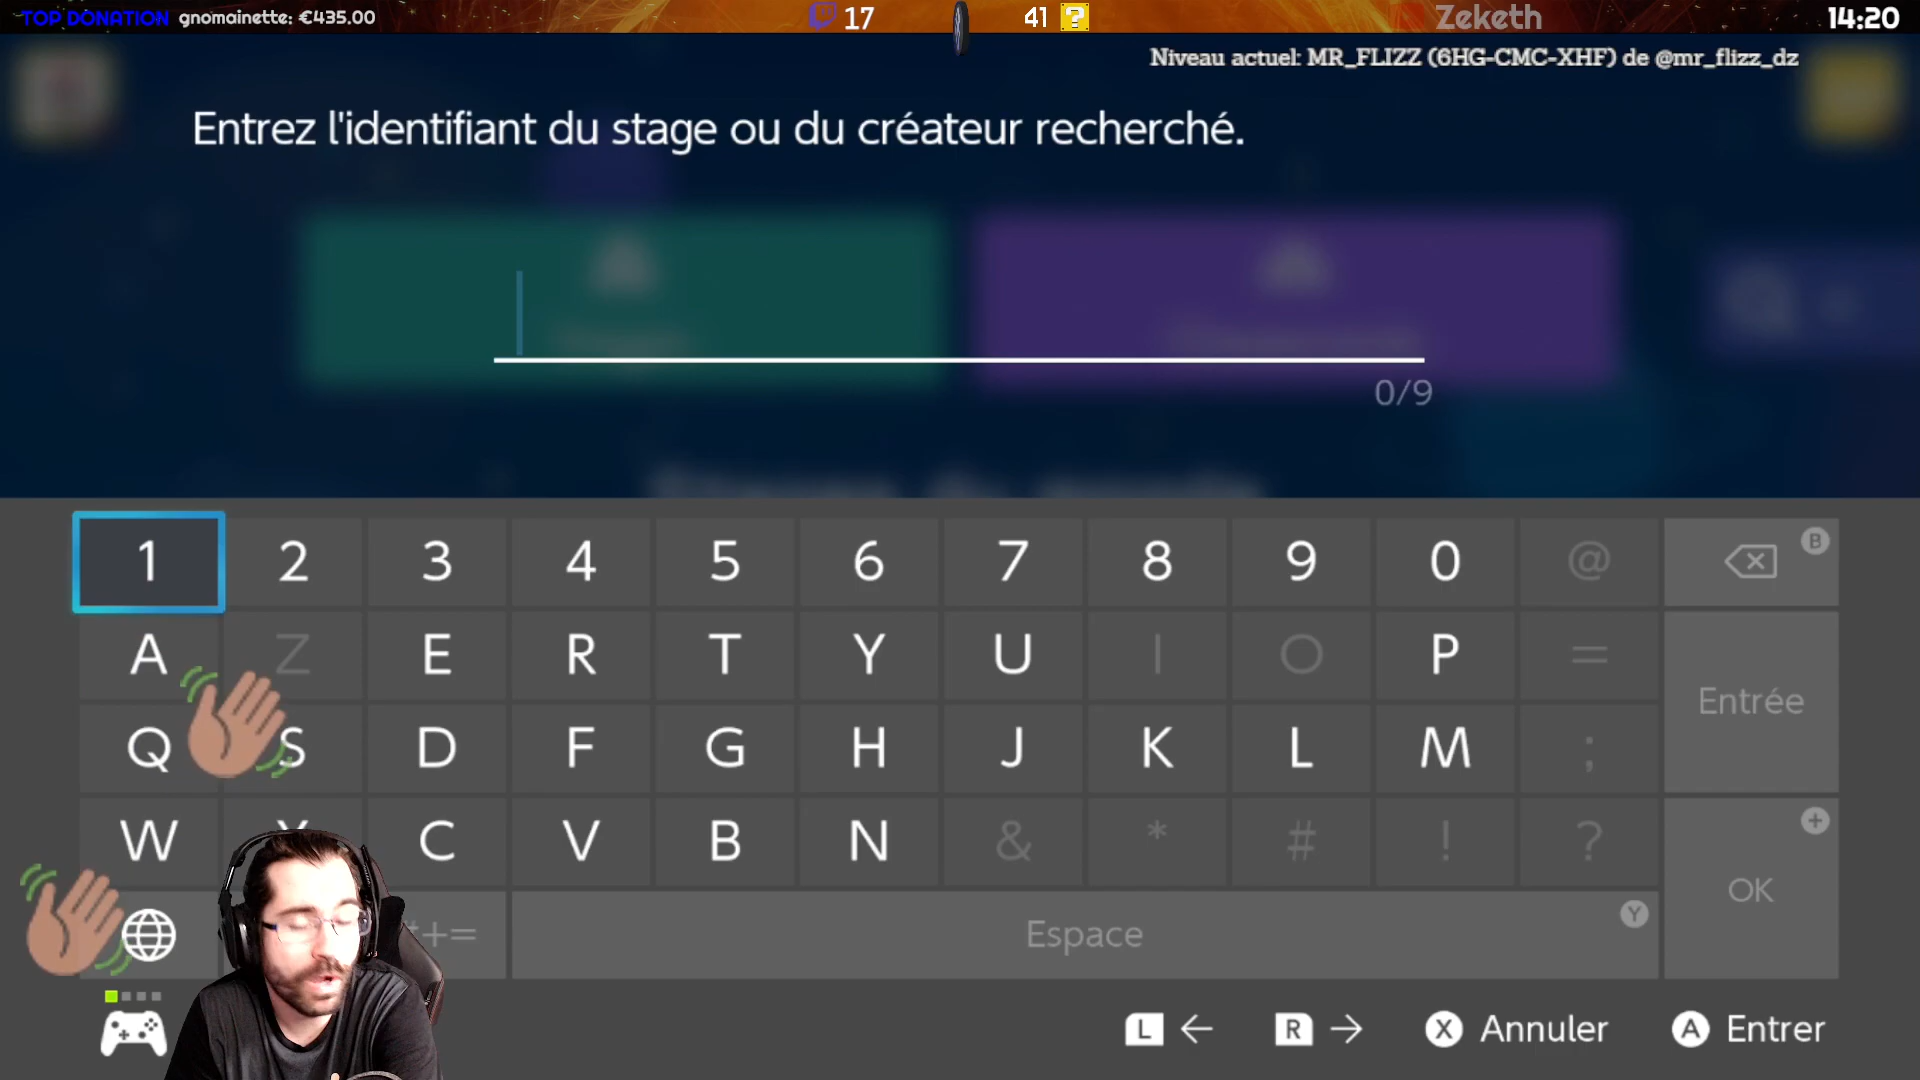 TOP DONATION gnomainette: €435.00 17 41 ? Zeketh 14:20
Niveau actuel: MR_FLIZZ (6HG-CMC-XHF) de @mr_flizz_dz
Entrez l'identifiant du stage ou du créateur recherché.
0/9
1 2 3 4 5 6 7 8 9 0 @ B
A Z E R T Y U I O P =
Entrée
Q S D F G H J K L M ;
W X C V B N & * # ! ? +
OK
#+= Espace Y
L ← R → X Annuler A Entrer